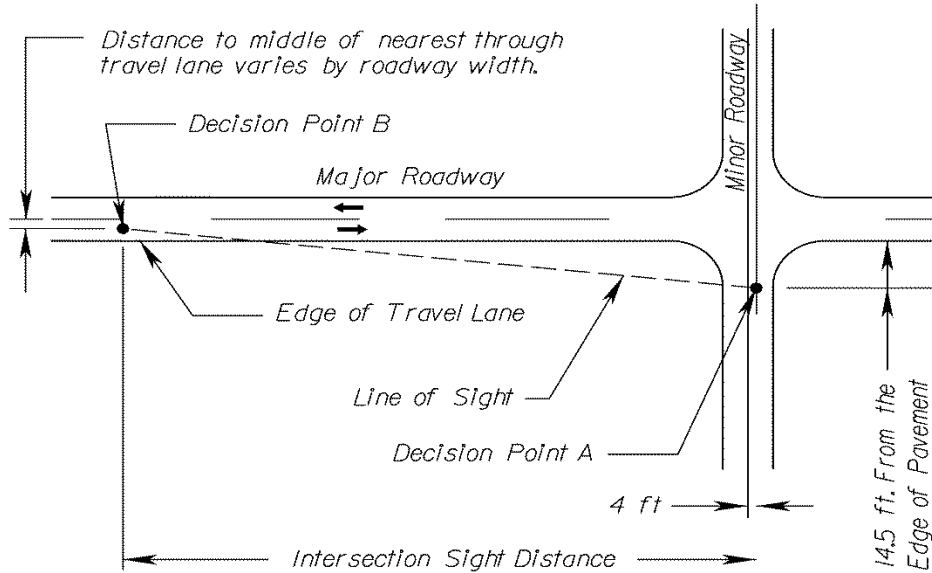 Distance to middle of nearest through
travel lane varies by roadway width.
Decision Point B
Major Roadway
Minor Roadway
Edge of Travel Lane
Line of Sight
Decision Point A
4 ft
14.5 ft. From the
Edge of Pavement
Intersection Sight Distance